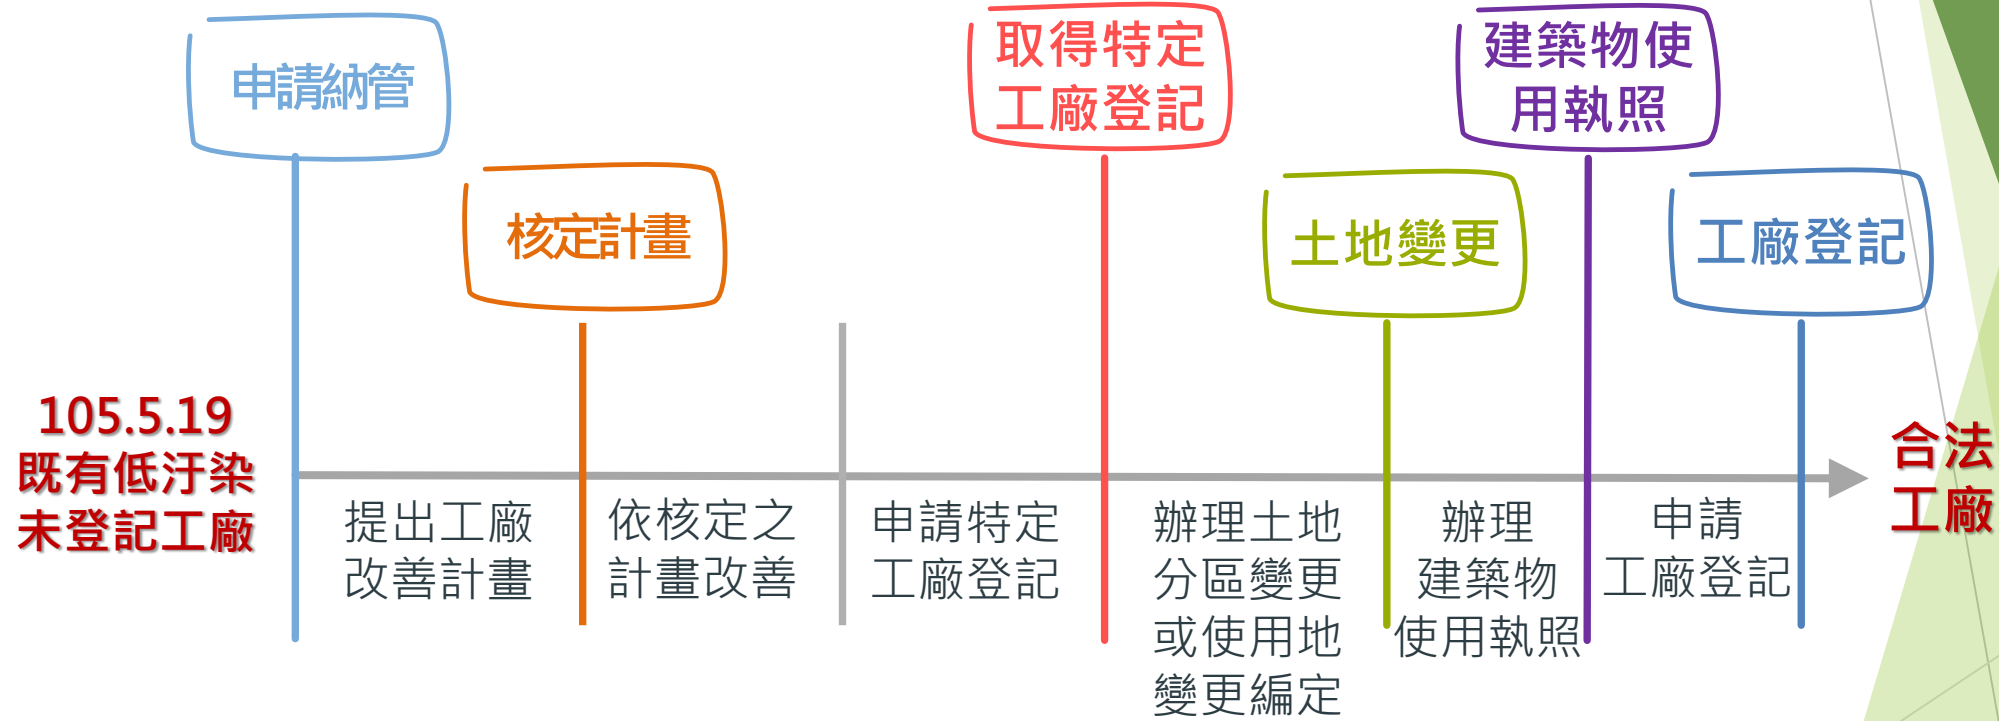 申請納管
核定計畫
取得特定
工廠登記
土地變更
建築物使
用執照
工廠登記
105.5.19
既有低汙染
未登記工廠
提出工廠
改善計畫
依核定之
計畫改善
申請特定
工廠登記
辦理土地
分區變更
或使用地
變更編定
辦理
建築物
使用執照
申請
工廠登記
合法
工廠